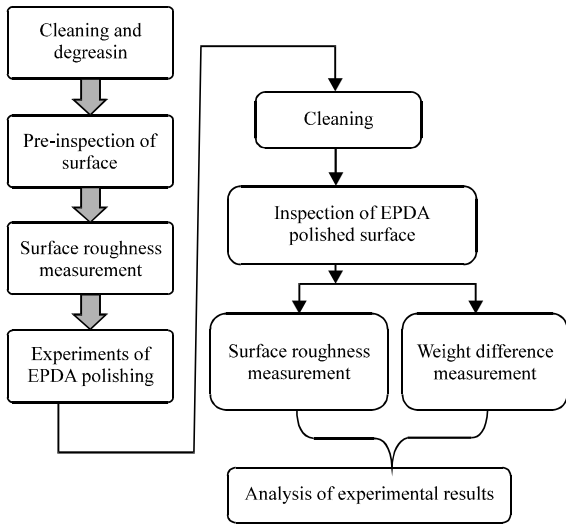 Cleaning and
degreasin
Pre-inspection of
surface
Surface roughness
measurement
Experiments of
EPDA polishing
Cleaning
Inspection of EPDA
polished surface
Surface roughness
measurement
Weight difference
measurement
Analysis of experimental results